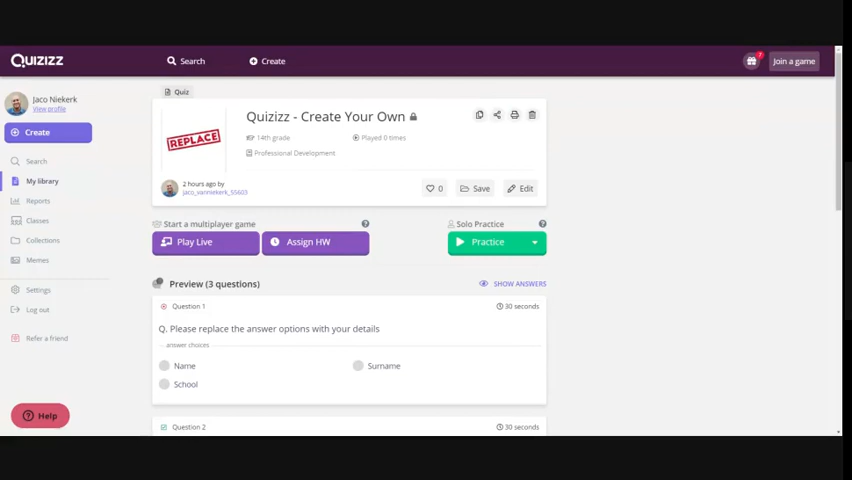 QUIZIZZ
Search
Create
7
Join a game
Jaco Niekerk
View profile
Create
Search
My library
Reports
Classes
Collections
Memes
Settings
Log out
Refer a friend
Help
Quiz
REPLACE
Quizizz - Create Your Own
14th grade
Played 0 times
Professional Development
2 hours ago by
jaco_vanniekerk_55603
0
Save
Edit
Start a multiplayer game
Solo Practice
Play Live
Assign HW
Practice
Preview (3 questions)
SHOW ANSWERS
Question 1
30 seconds
Q. Please replace the answer options with your details
answer choices
Name
Surname
School
Question 2
30 seconds